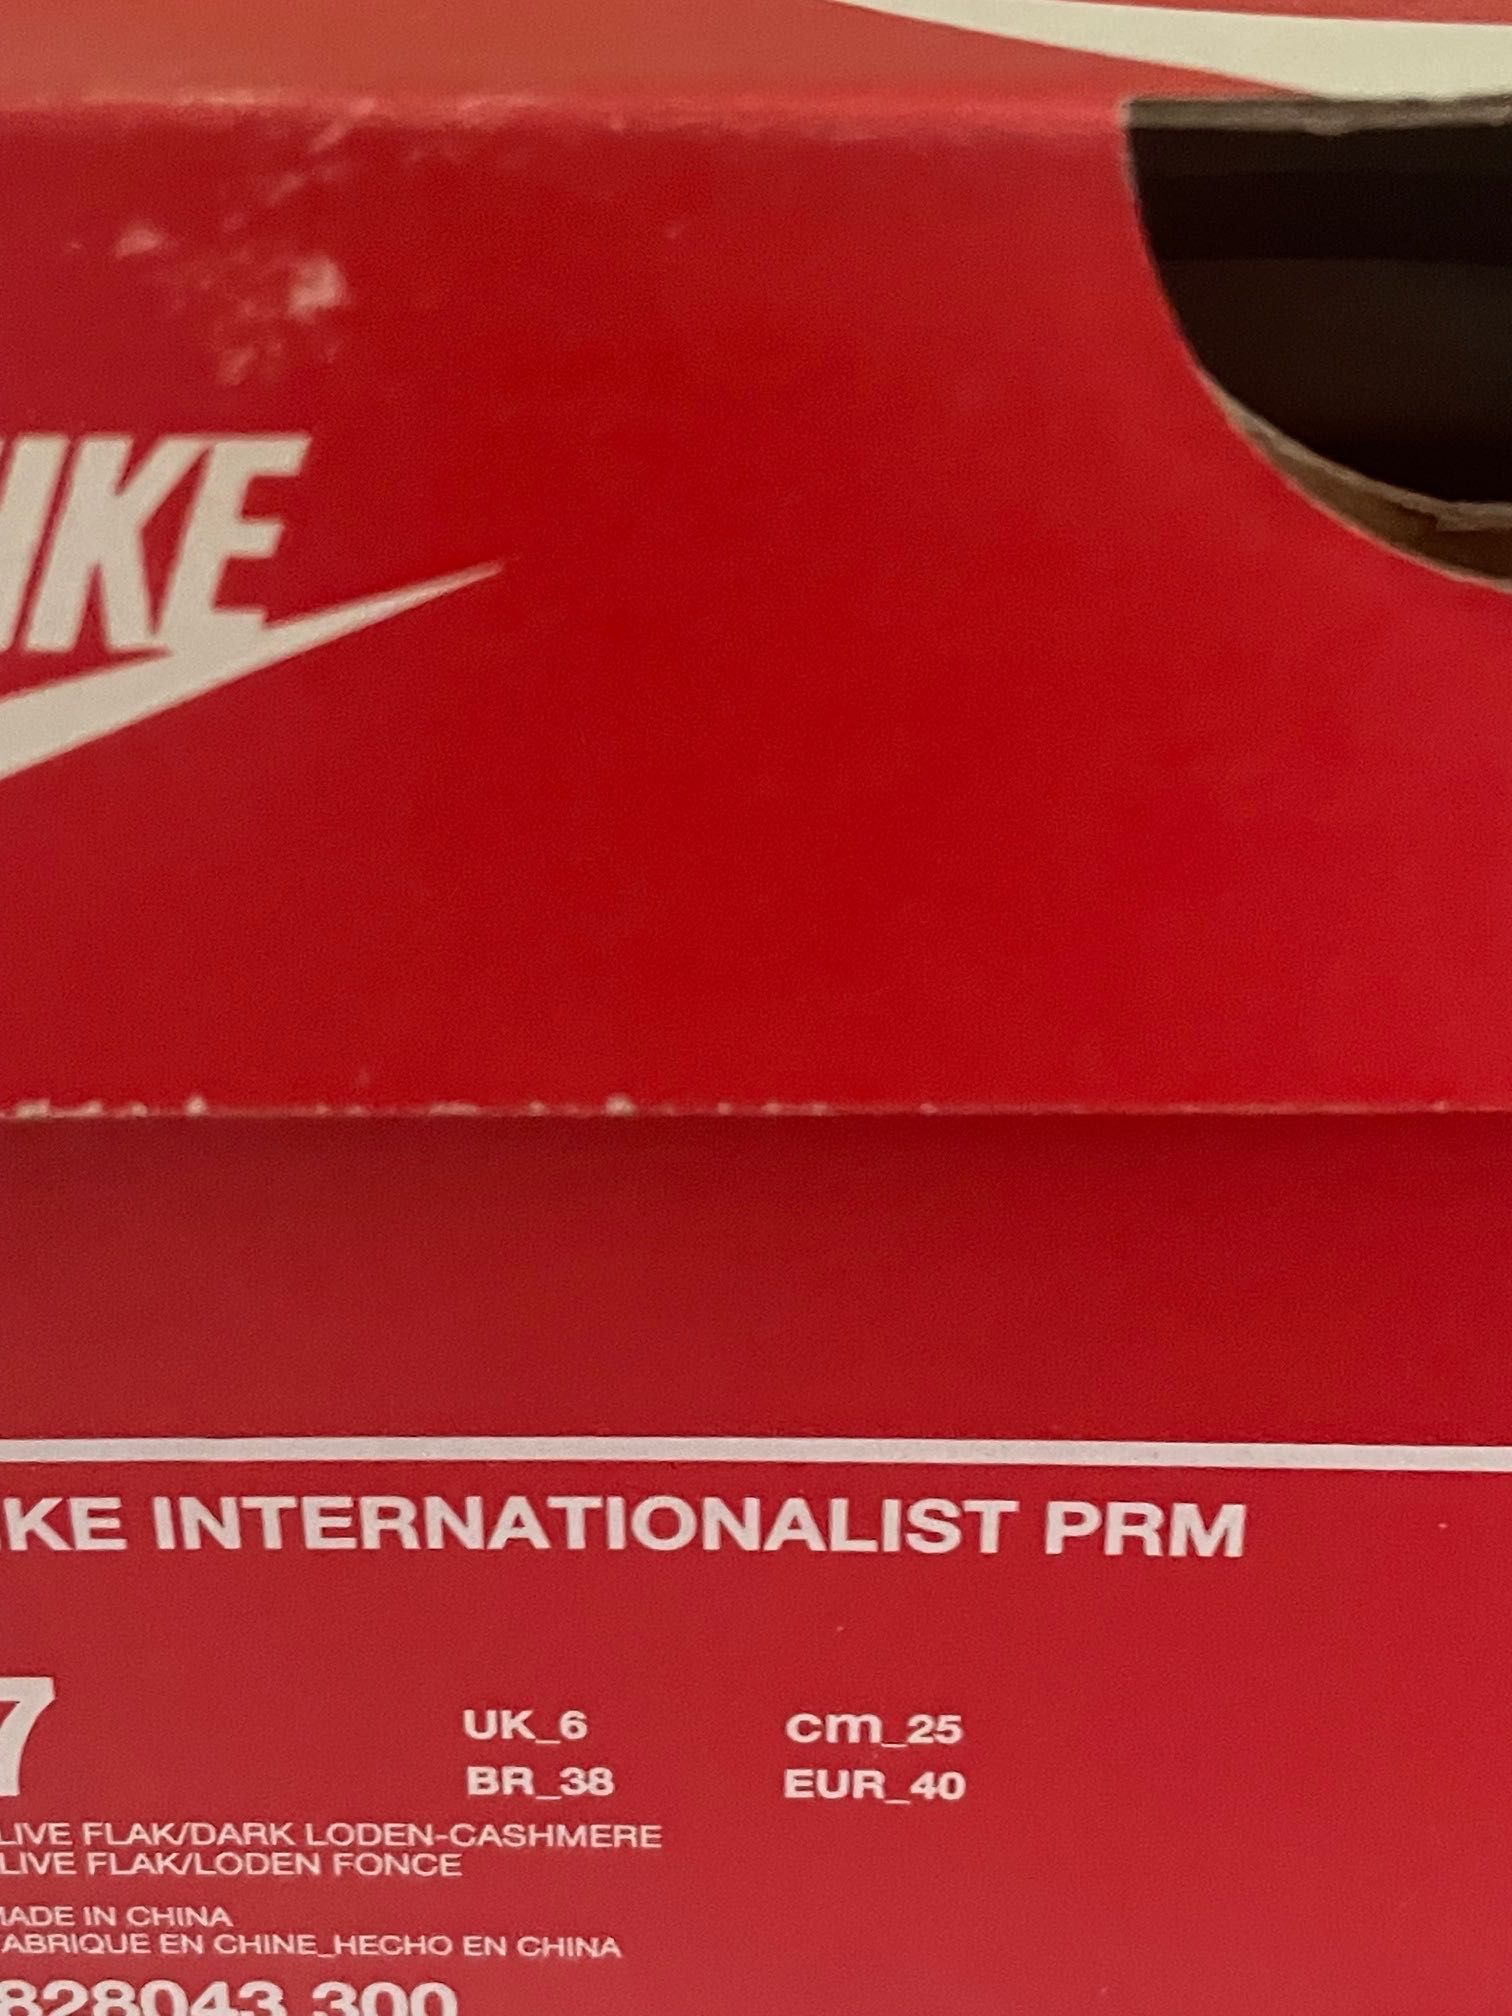 IKE
IKE INTERNATIONALIST PRM
7
UK_6 cm_25
BR_38 EUR_40
LIVE FLAK/DARK LODEN-CASHMERE
LIVE FLAK/LODEN FONCE
MADE IN CHINA
ABRIQUE EN CHINE_HECHO EN CHINA
828043 300